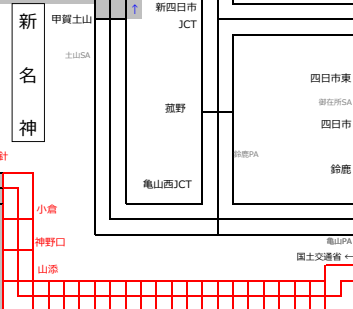 新名神
甲賀土山
↑
新四日市
JCT
土山SA
菰野
四日市東
御在所SA
四日市
鈴鹿PA
鈴鹿
亀山西JCT
針
小倉
神野口
山添
亀山PA
国土交通省 ←